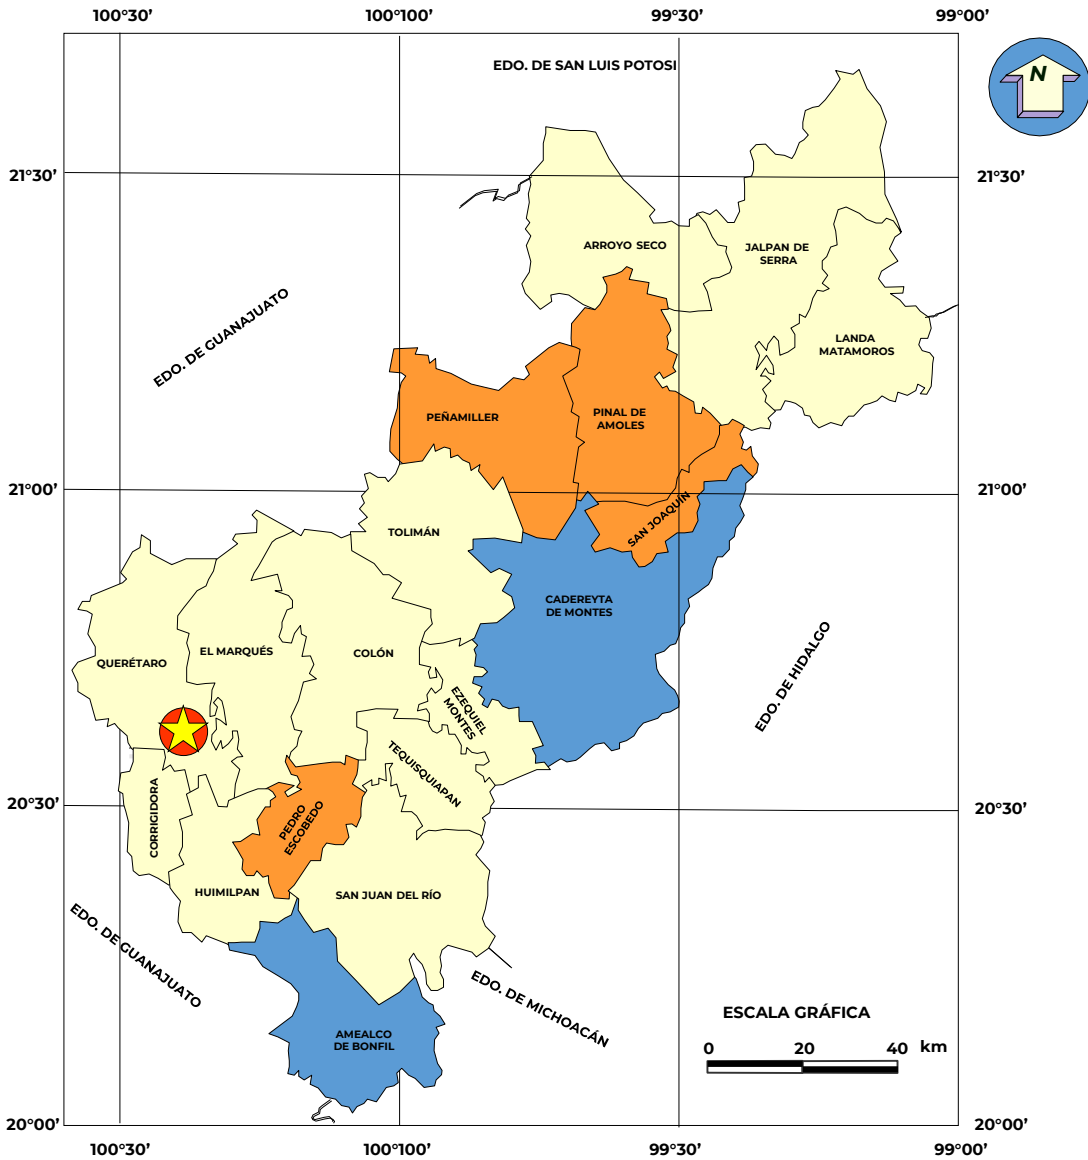 100°30’
100°100
99°30’
99°00’
EDO. DE SAN LUIS POTOSI
N
21°30’
21°30’
ARROYO SECO
JALPAN DE
SERRA
EDO. DE GUANAJUATO
LANDA
MATAMOROS
PEÑAMILLER
PINAL DE
AMOLES
21°00’
21°00’
SAN JOAQUÍN
TOLIMÁN
CADEREYTA
DE MONTES
QUERÉTARO
EL MARQUÉS
COLÓN
EDO. DE HIDALGO
EZEQUIEL
MONTES
TEQUISQUIAPAN
20°30’
20°30’
CORRIGIDORA
PEDRO
ESCOBEDO
HUIMILPAN
SAN JUAN DEL RÍO
EDO. DE GUANAJUATO
EDO. DE MICHOACÁN
ESCALA GRÁFICA
AMEALCO
DE BONFIL
0 20 40 km
20°00’
20°00’
100°30’
100°100’
99°30’
99°00’